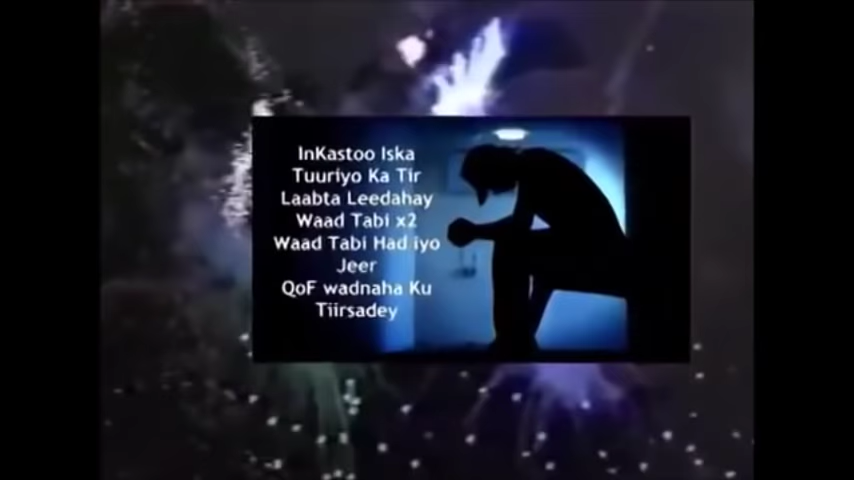 InKastoo Iska
Tuuriyo Ka Tir
Laabta Leedahay
Waad Tabi x2
Waad Tabi Had iyo
Jeer
QoF wadnaha Ku
Tiirsadey